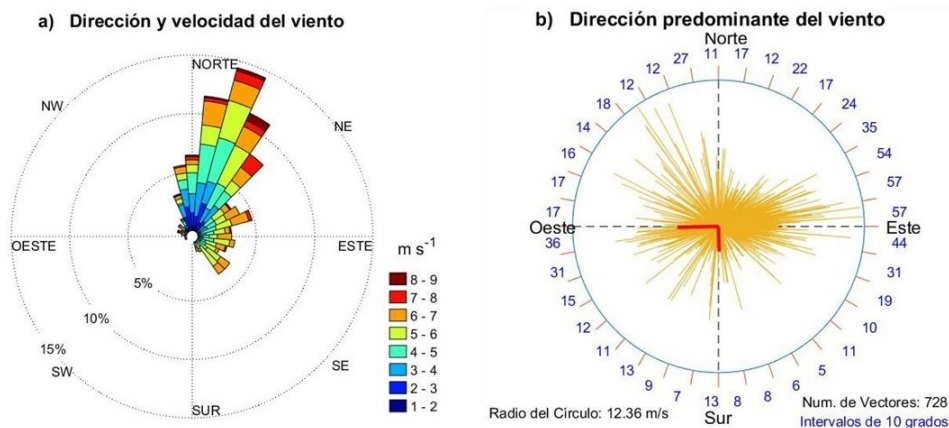 a) Dirección y velocidad del viento
NORTE
NW
NE
OESTE
ESTE
5%
10%
15%
SW
SE
SUR
m s⁻¹
8 - 9
7 - 8
6 - 7
5 - 6
4 - 5
3 - 4
2 - 3
1 - 2
b) Dirección predominante del viento
Norte
11
17
12
22
17
24
35
54
57
57
Este
44
31
19
10
11
5
6
8
8
13
Sur
7
9
13
11
12
15
31
36
Oeste
17
17
16
14
18
12
12
27
Radio del Círculo: 12.36 m/s
Num. de Vectores: 728
Intervalos de 10 grados